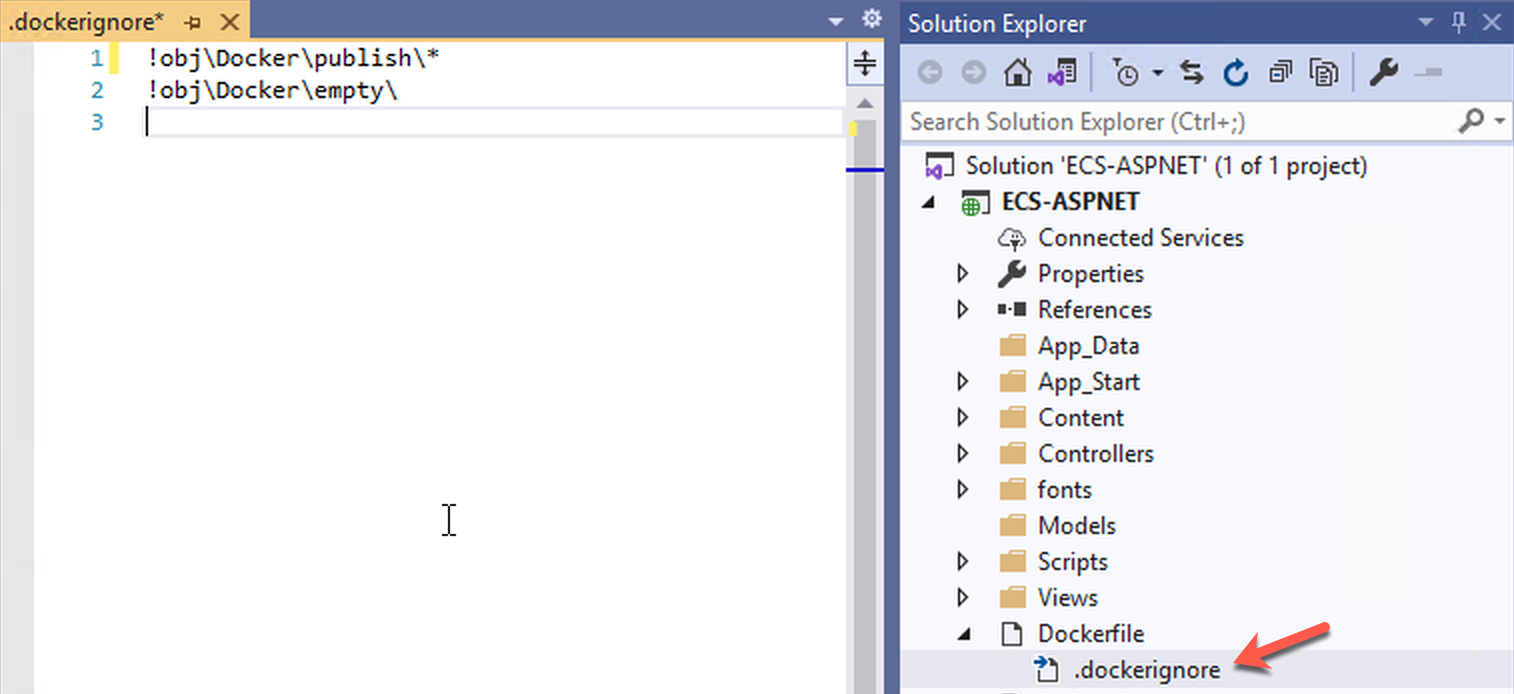 .dockerignore*
1 !obj\Docker\publish\*
2 !obj\Docker\empty\
3
Solution Explorer
Search Solution Explorer (Ctrl+;)
Solution 'ECS-ASPNET' (1 of 1 project)
ECS-ASPNET
Connected Services
Properties
References
App_Data
App_Start
Content
Controllers
fonts
Models
Scripts
Views
Dockerfile
.dockerignore